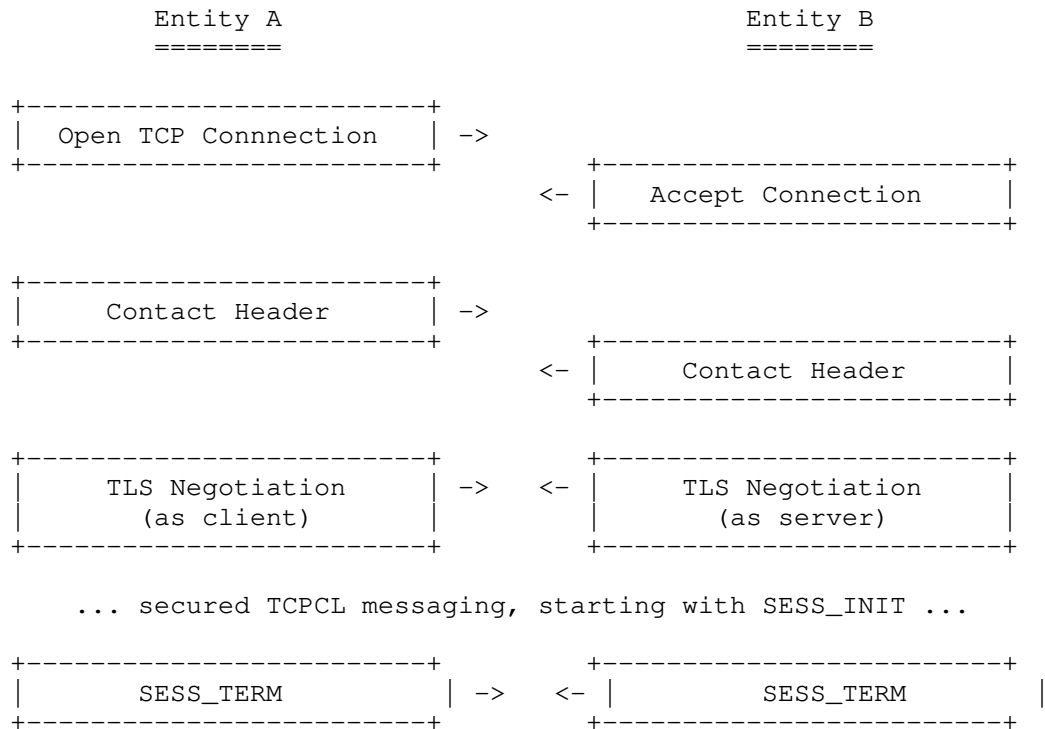 Entity A                             Entity B
========                             ========
+-------------------------+
|  Open TCP Connnection   | ->
+-------------------------+         +-------------------------+
                                 <- |   Accept Connection     |
                                    +-------------------------+
+-------------------------+
|     Contact Header      | ->
+-------------------------+         +-------------------------+
                                 <- |     Contact Header      |
                                    +-------------------------+
+-------------------------+         +-------------------------+
|     TLS Negotiation     | ->   <- |     TLS Negotiation     |
|       (as client)       |         |       (as server)       |
+-------------------------+         +-------------------------+
... secured TCPCL messaging, starting with SESS_INIT ...
+-------------------------+         +-------------------------+
|       SESS_TERM          | ->   <- |         SESS_TERM        |
+-------------------------+         +-------------------------+